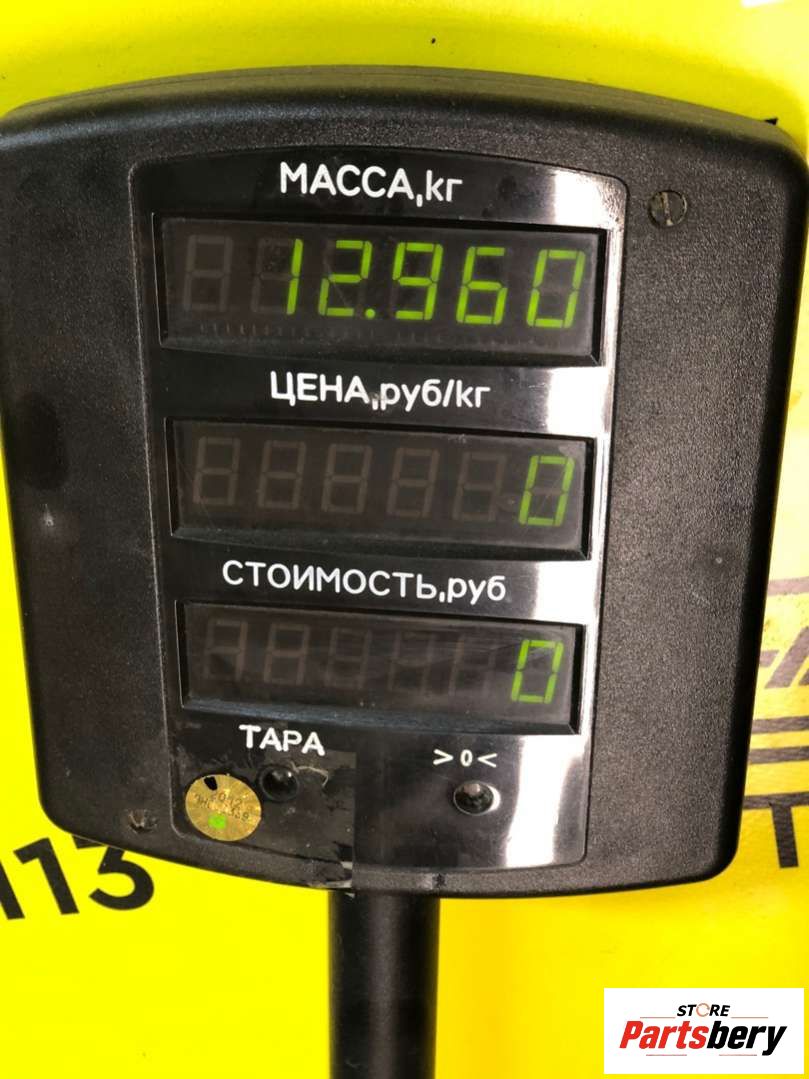 МАССА,кг
12.960
ЦЕНА,руб/кг
0
СТОИМОСТЬ,руб
0
ТАРА
>0<
113
STORE
Partsbery